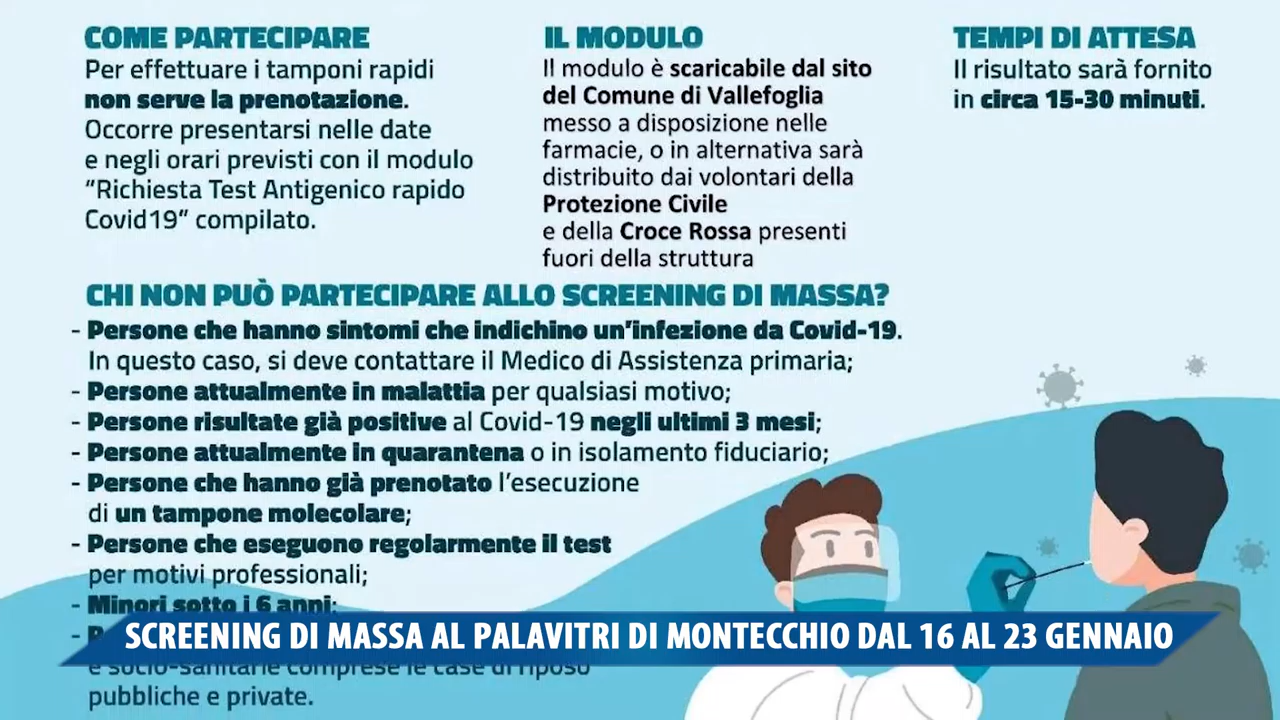 COME PARTECIPARE
Per effettuare i tamponi rapidi
non serve la prenotazione.
Occorre presentarsi nelle date
e negli orari previsti con il modulo
“Richiesta Test Antigenico rapido
Covid19” compilato.
IL MODULO
Il modulo è scaricabile dal sito
del Comune di Vallefoglia
messo a disposizione nelle
farmacie, o in alternativa sarà
distribuito dai volontari della
Protezione Civile
e della Croce Rossa presenti
fuori della struttura
TEMPI DI ATTESA
Il risultato sarà fornito
in circa 15-30 minuti.
CHI NON PUÒ PARTECIPARE ALLO SCREENING DI MASSA?
- Persone che hanno sintomi che indichino un’infezione da Covid-19.
In questo caso, si deve contattare il Medico di Assistenza primaria;
- Persone attualmente in malattia per qualsiasi motivo;
- Persone risultate già positive al Covid-19 negli ultimi 3 mesi;
- Persone attualmente in quarantena o in isolamento fiduciario;
- Persone che hanno già prenotato l’esecuzione
di un tampone molecolare;
- Persone che eseguono regolarmente il test
per motivi professionali;
- Minori sotto i 6 anni;
-
SCREENING DI MASSA AL PALAVITRI DI MONTECCHIO DAL 16 AL 23 GENNAIO
e socio-sanitarie comprese le case di riposo
pubbliche e private.